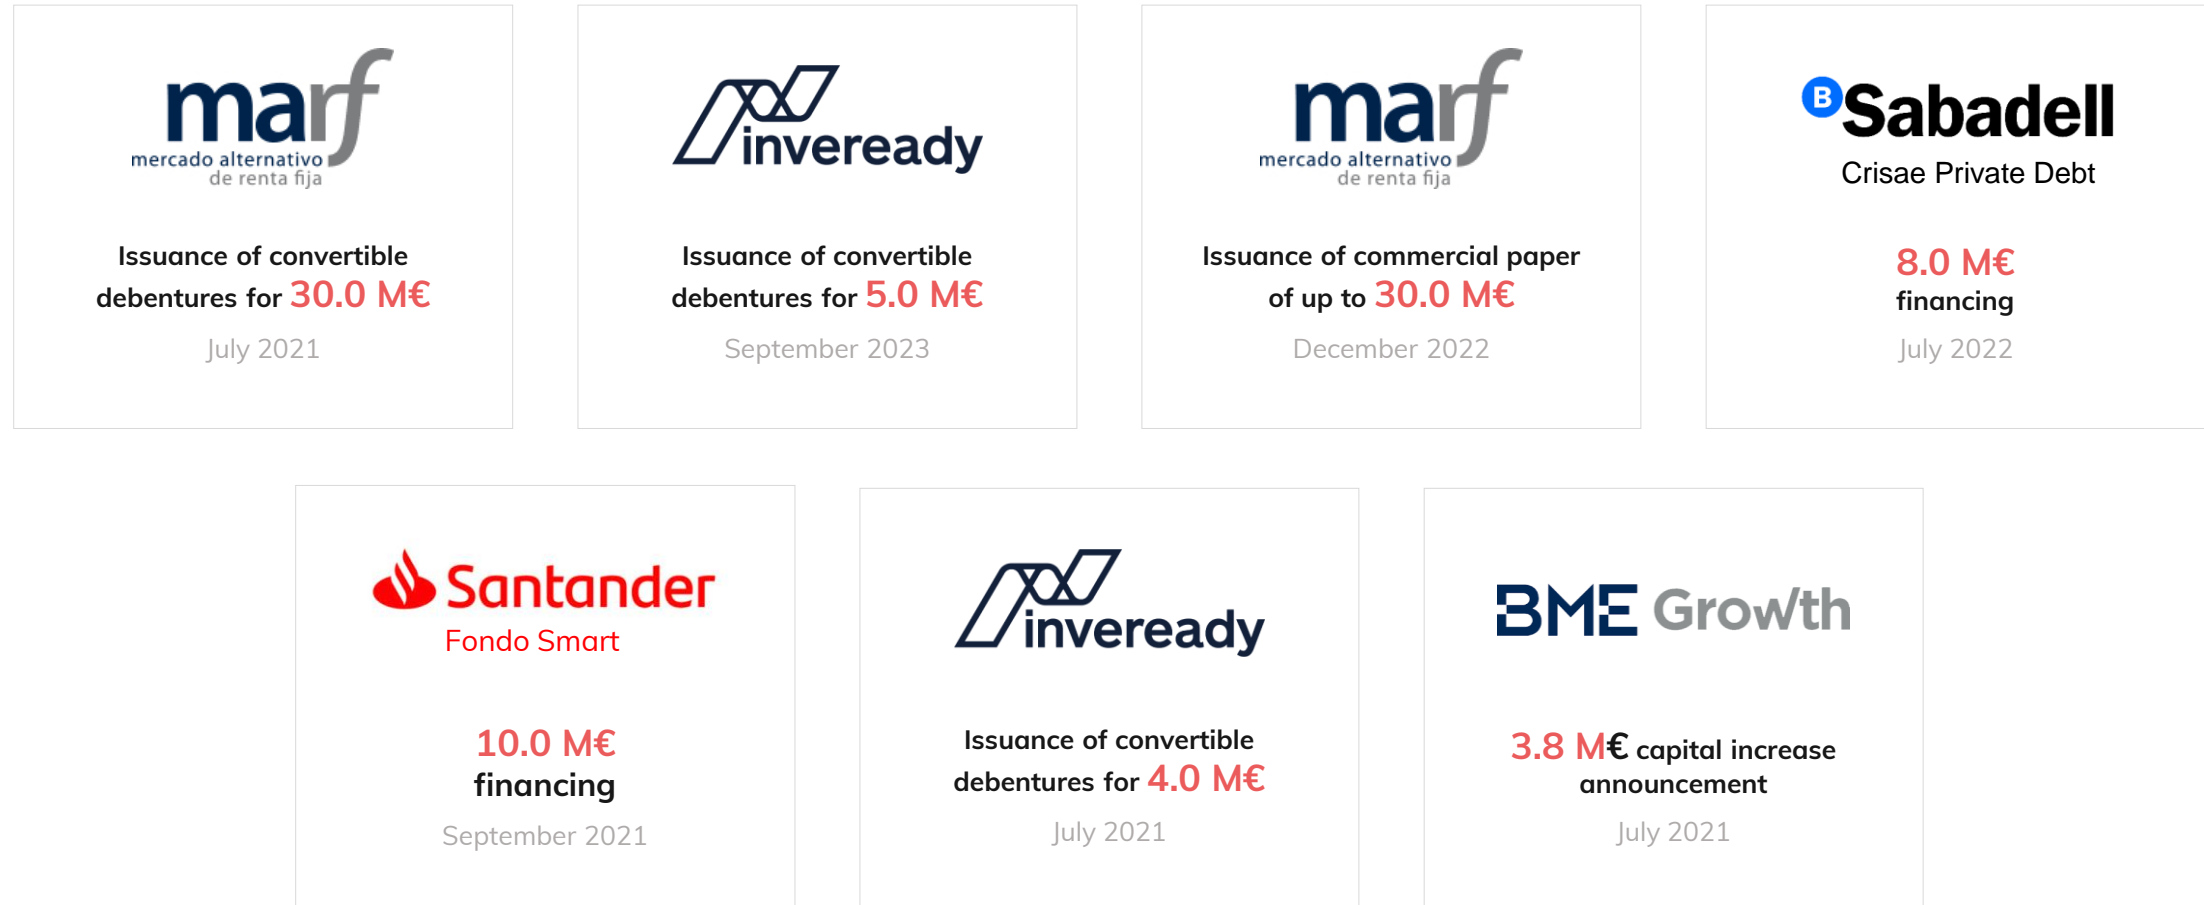 marf
mercado alternativo
de renta fija
Issuance of convertible
debentures for 30.0 M€
July 2021
inveready
Issuance of convertible
debentures for 5.0 M€
September 2023
marf
mercado alternativo
de renta fija
Issuance of commercial paper
of up to 30.0 M€
December 2022
B Sabadell
Crisae Private Debt
8.0 M€
financing
July 2022
Santander
Fondo Smart
10.0 M€
financing
September 2021
inveready
Issuance of convertible
debentures for 4.0 M€
July 2021
BME Growth
3.8 M€ capital increase
announcement
July 2021